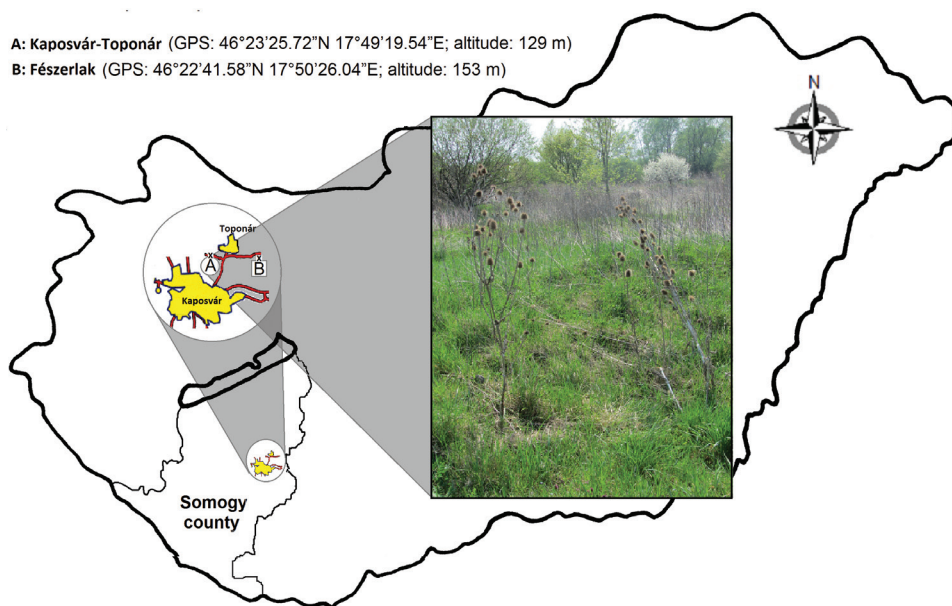 A: Kaposvár-Toponár (GPS: 46°23’25.72”N 17°49’19.54”E; altitude: 129 m)
B: Fészerlak (GPS: 46°22’41.58”N 17°50’26.04”E; altitude: 153 m)
N
Toponár
A
B
Kaposvár
Somogy
county